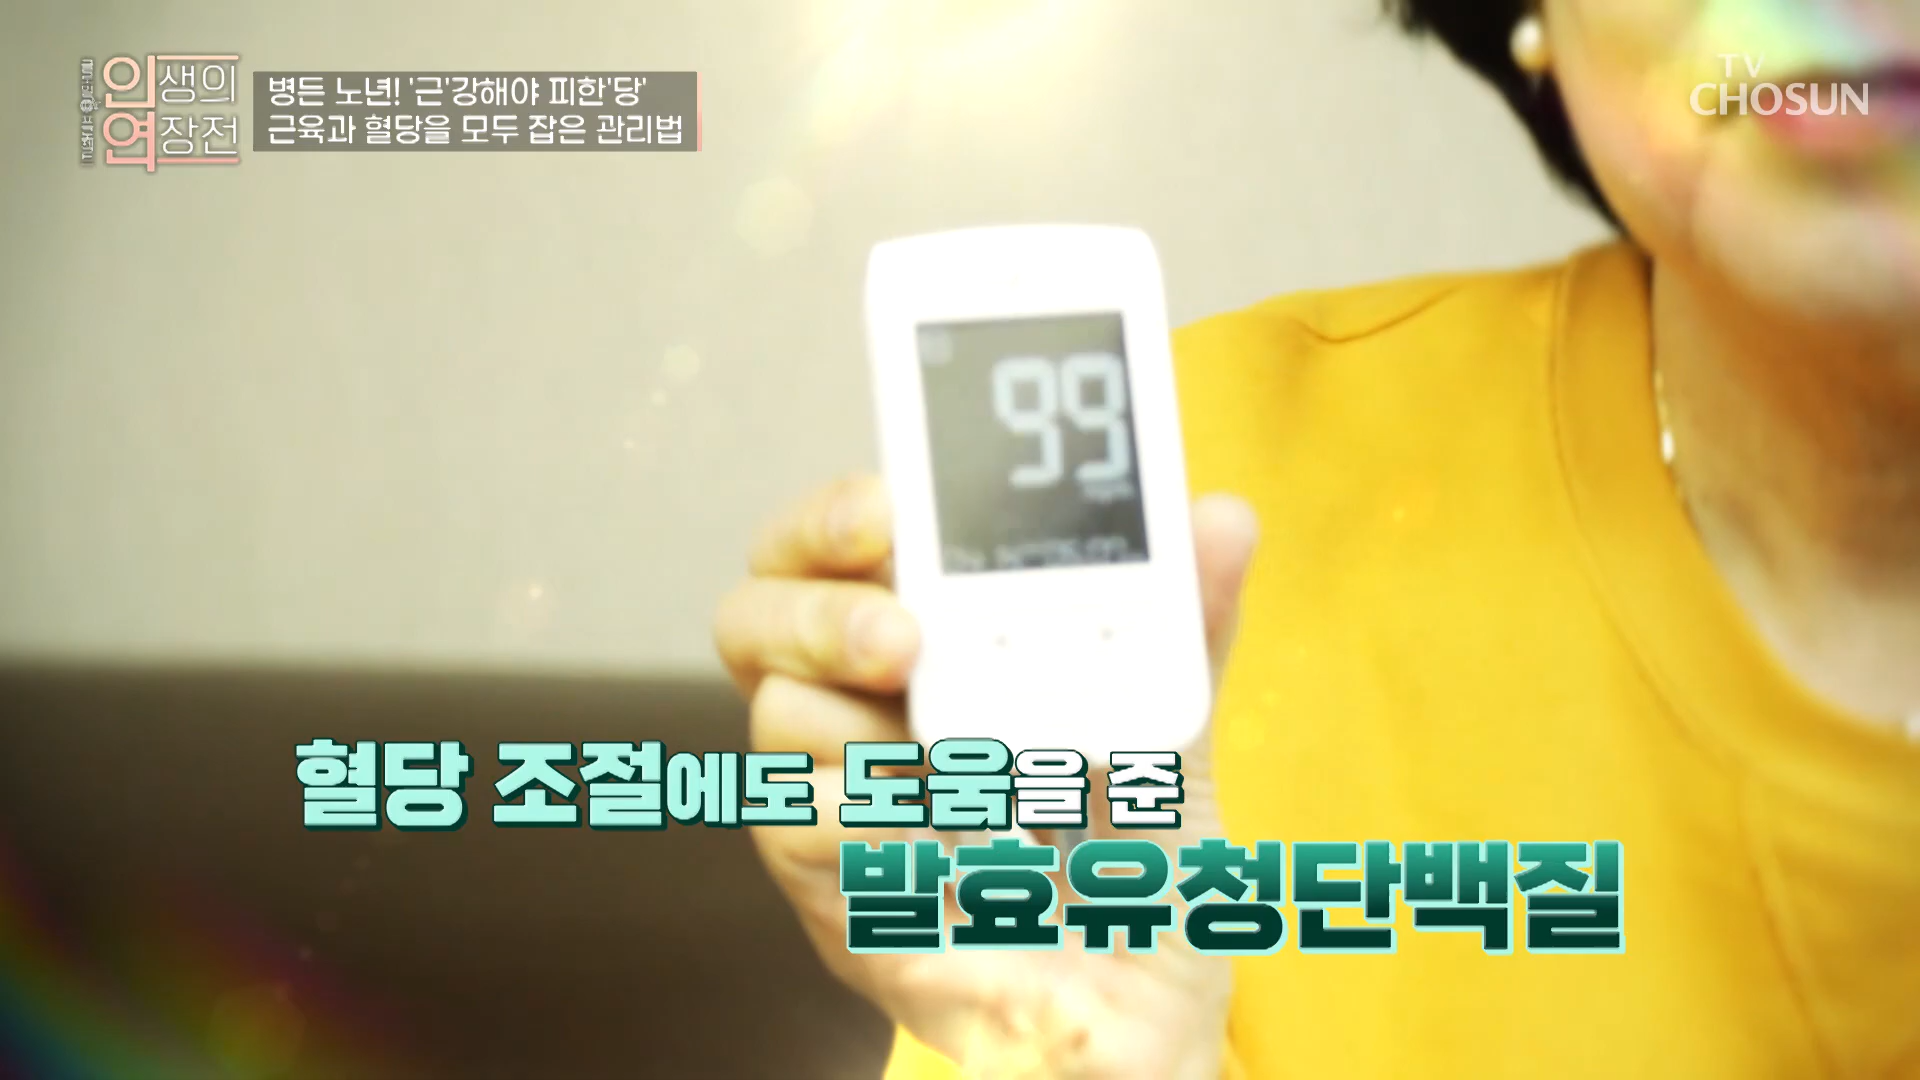 인생의
역장전
병든 노년! '근'강해야 피한'당'
근육과 혈당을 모두 잡은 관리법
TV
CHOSUN
99
혈당 조절에도 도움을 준
발효유청단백질